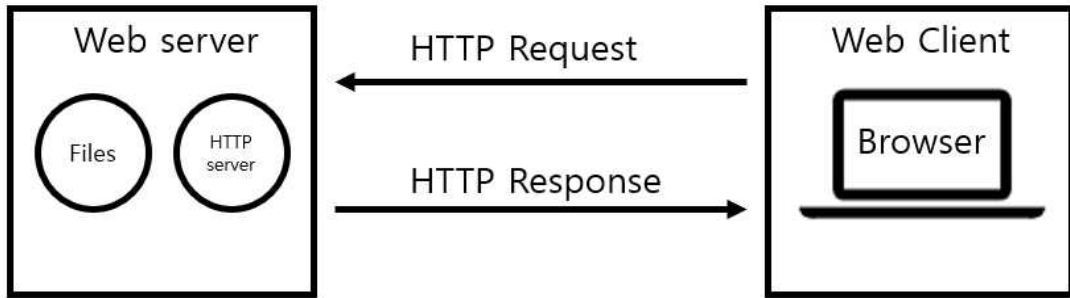 Web server
Files
HTTP
server
HTTP Request
HTTP Response
Web Client
Browser